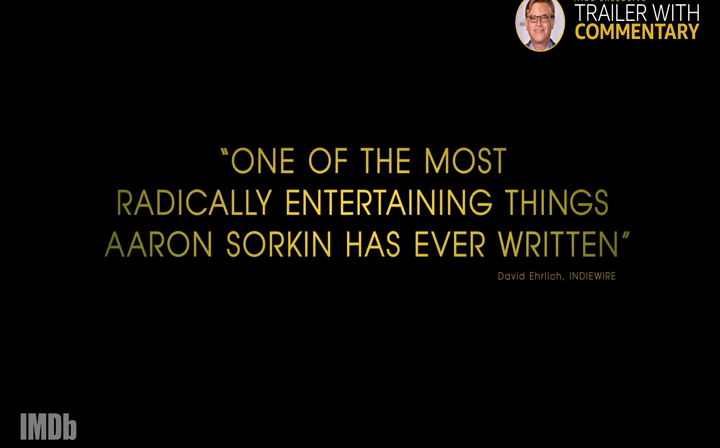 TRAILER WITH
COMMENTARY
"ONE OF THE MOST
RADICALLY ENTERTAINING THINGS
AARON SORKIN HAS EVER WRITTEN"
David Ehrlich, INDIEWIRE
IMDb